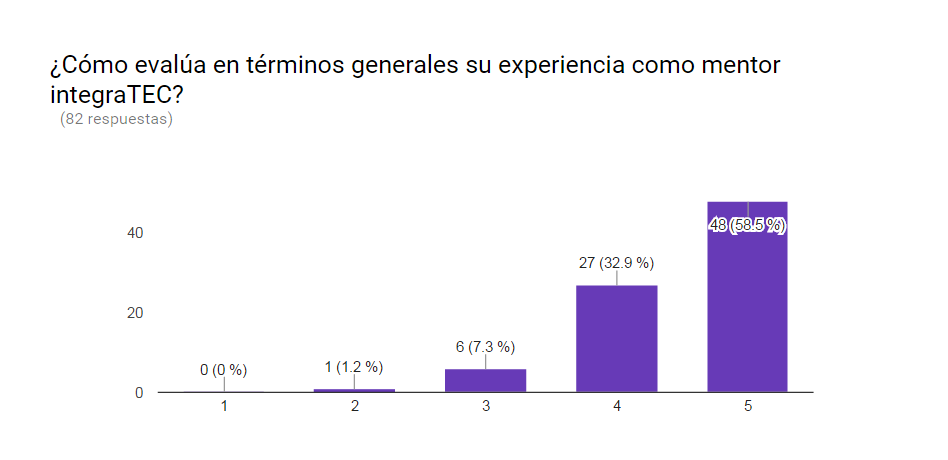 ¿Cómo evalúa en términos generales su experiencia como mentor
integraTEC?
(82 respuestas)
48 (58.5 %)
40
27 (32.9 %)
20
6 (7.3 %)
1 (1.2 %)
0 (0 %)
0
1 2 3 4 5